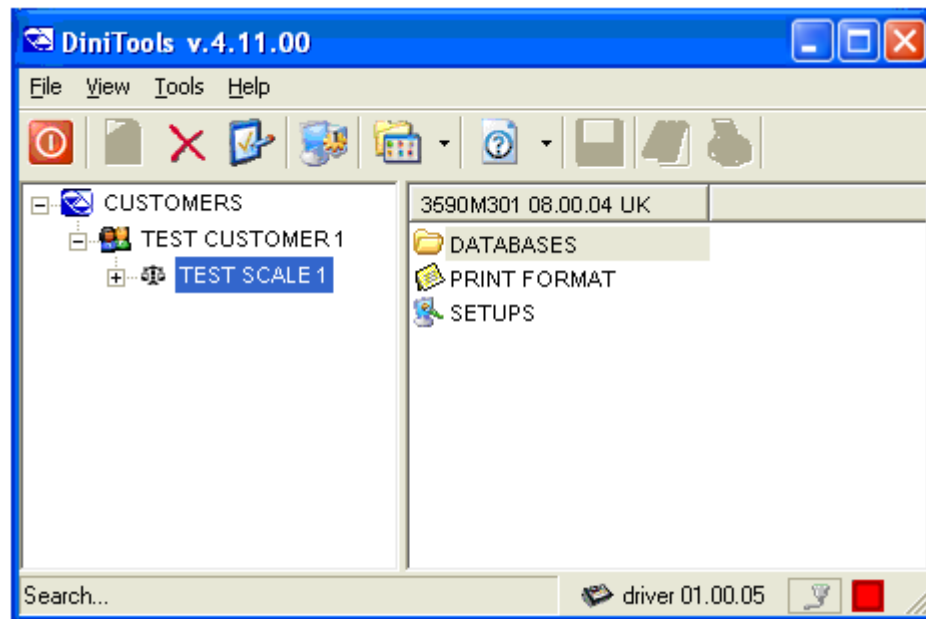 DiniTools v.4.11.00
File View Tools Help
CUSTOMERS
TEST CUSTOMER 1
TEST SCALE 1
3590M301 08.00.04 UK
DATABASES
PRINT FORMAT
SETUPS
Search...
driver 01.00.05